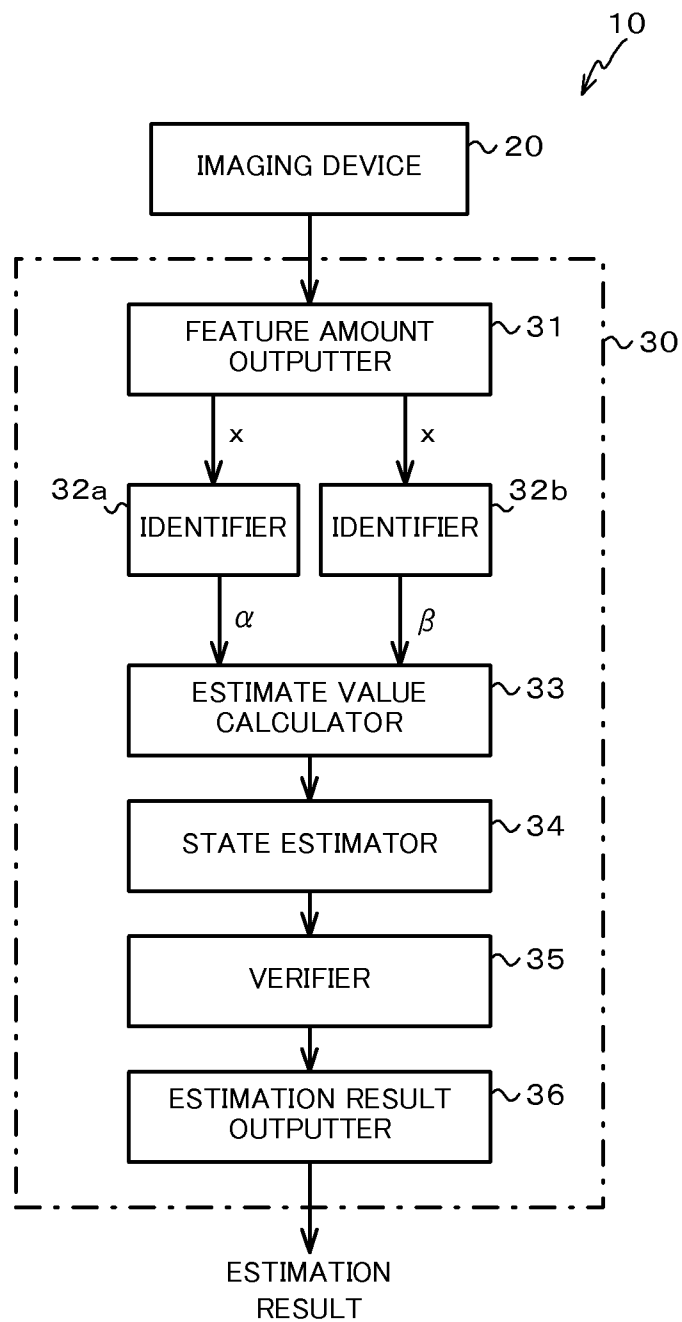 10
IMAGING DEVICE
20
FEATURE AMOUNT
OUTPUTTER
31
30
x
x
32a
IDENTIFIER
IDENTIFIER
32b
α
β
ESTIMATE VALUE
CALCULATOR
33
STATE ESTIMATOR
34
VERIFIER
35
ESTIMATION RESULT
OUTPUTTER
36
ESTIMATION
RESULT